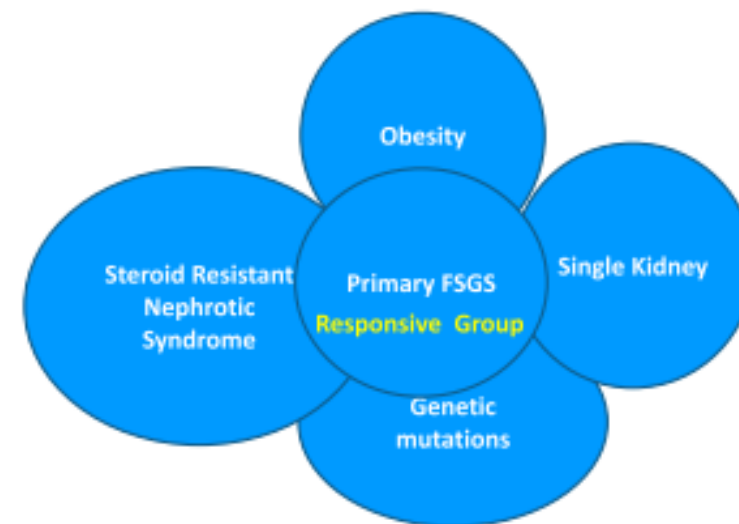 Obesity
Steroid Resistant
Nephrotic
Syndrome
Primary FSGS
Responsive Group
Single Kidney
Genetic
mutations